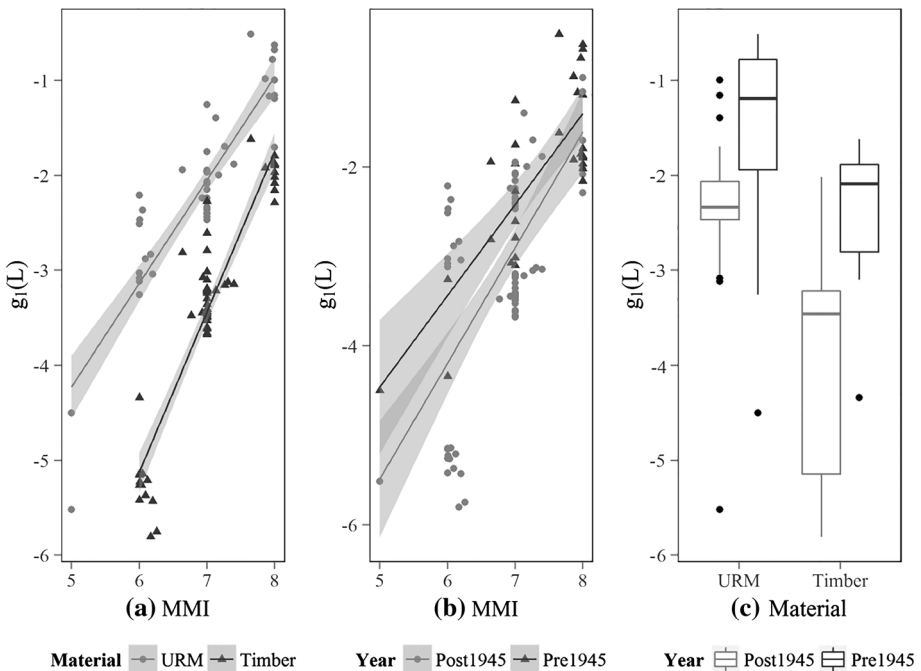 -1
-2
-3
-4
-5
-6
g1(L)
5 6 7 8
(a) MMI
-2
-4
-6
g1(L)
5 6 7 8
(b) MMI
-1
-2
-3
-4
-5
-6
g1(L)
URM Timber
(c) Material
Material URM Timber
Year Post1945 Pre1945
Year Post1945 Pre1945